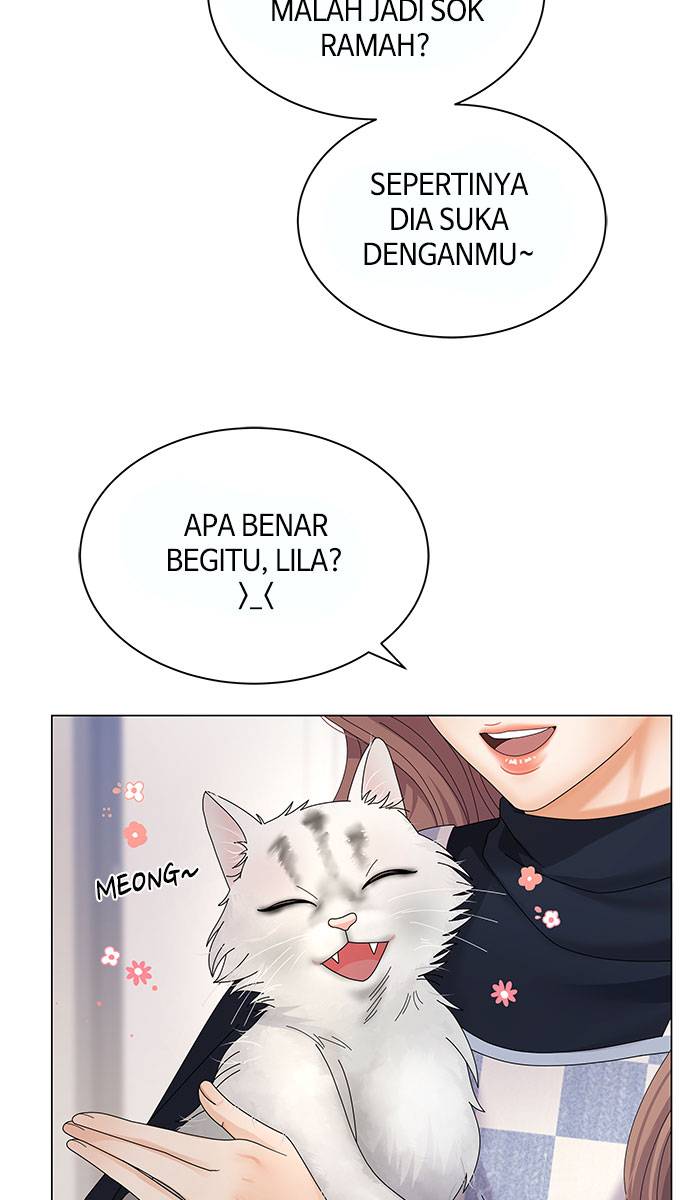 MALAH JADI SOK
RAMAH?
SEPERTINYA
DIA SUKA
DENGANMU~
APA BENAR
BEGITU, LILA?
>_<
MEONG~